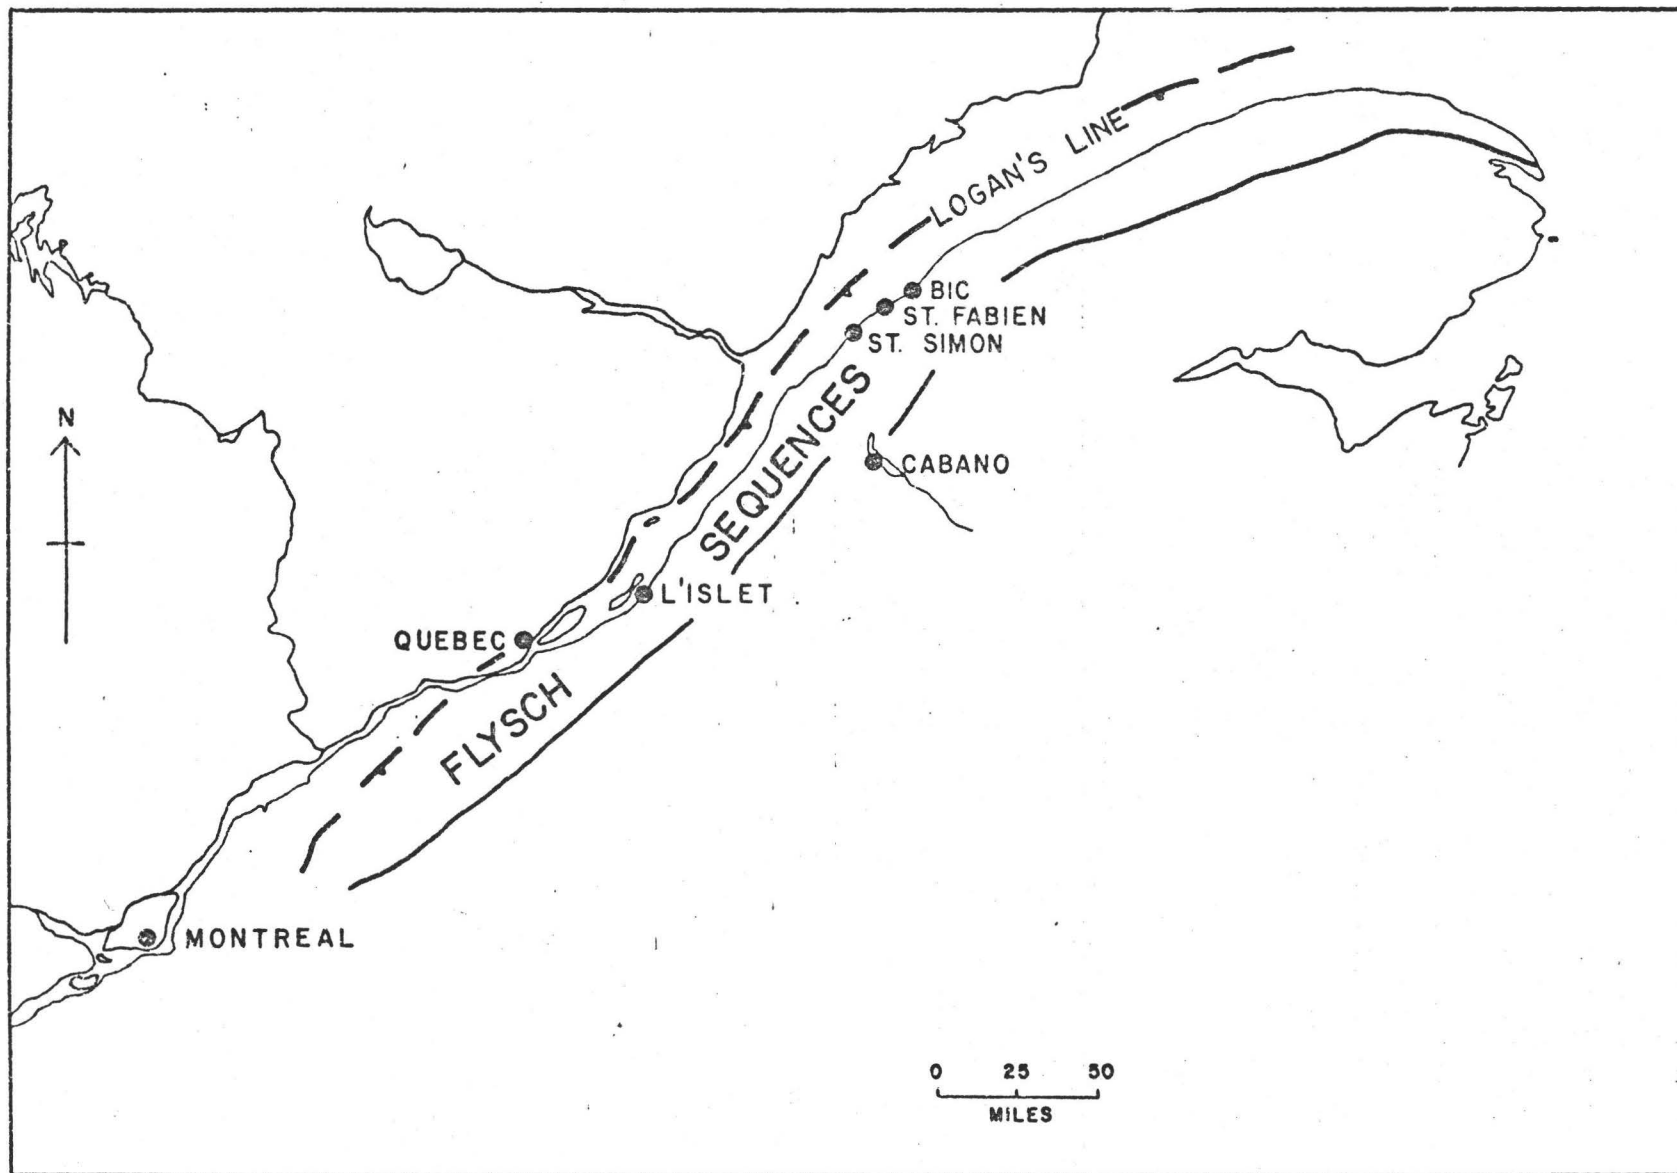 LOGAN'S LINE
BIC
ST. FABIEN
ST. SIMON
N
SEQUENCES
CABANO
L'ISLET
QUEBEC
FLYSCH
MONTREAL
0 25 50
MILES